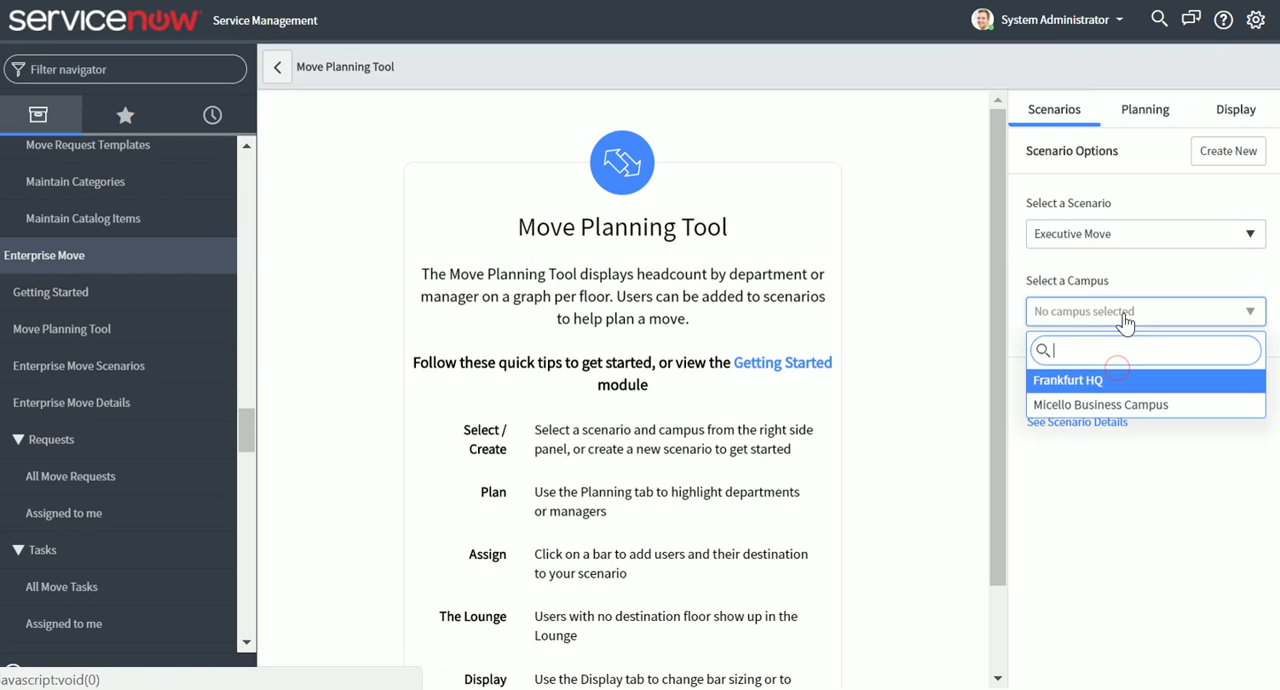 servicenow Service Management
System Administrator
Filter navigator
Move Request Templates
Maintain Categories
Maintain Catalog Items
Enterprise Move
Getting Started
Move Planning Tool
Enterprise Move Scenarios
Enterprise Move Details
Requests
All Move Requests
Assigned to me
Tasks
All Move Tasks
Assigned to me
avascript:void(0)
Move Planning Tool
Move Planning Tool
The Move Planning Tool displays headcount by department or
manager on a graph per floor. Users can be added to scenarios
to help plan a move.
Follow these quick tips to get started, or view the Getting Started
module
Select / Select a scenario and campus from the right side
Create panel, or create a new scenario to get started
Plan Use the Planning tab to highlight departments
or managers
Assign Click on a bar to add users and their destination
to your scenario
The Lounge Users with no destination floor show up in the
Lounge
Display Use the Display tab to change bar sizing or to
Scenarios Planning Display
Scenario Options Create New
Select a Scenario
Executive Move
Select a Campus
No campus selected
Frankfurt HQ
Micello Business Campus
See Scenario Details